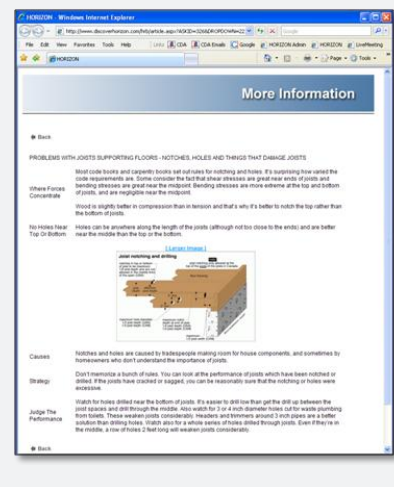 HORIZON - Windows Internet Explorer
File Edit View Favorites Tools Help Links CDA CDA Emails Google HORIZON Admin HORIZON LiveMeeting
HORIZON
Page Tools
More Information
Back
PROBLEMS WITH JOISTS SUPPORTING FLOORS - NOTCHES, HOLES AND THINGS THAT DAMAGE JOISTS
Where Forces
Concentrate
Most code books and carpentry books set out rules for notching and holes. It's surprising how varied the
code requirements are. Some consider the fact that shear stresses are great near ends of joists and
bending stresses are great near the midpoint. Bending stresses are more extreme at the top and bottom
of joists, and are negligible near the midpoint.
Wood is slightly better in compression than in tension and that's why it's better to notch the top rather than
the bottom of joists.
No Holes Near
Top Or Bottom
Holes can be anywhere along the length of the joists (although not too close to the ends) and are better
near the middle than the top or the bottom.
[ Larger Image ]
Joist notching and drilling
Causes
Notches and holes are caused by tradespeople making room for house components, and sometimes by
homeowners who don't understand the importance of joists.
Strategy
Don't memorize a bunch of rules. You can look at the performance of joists which have been notched or
drilled. If the joists have cracked or sagged, you can be reasonably sure that the notching or holes were
excessive.
Judge The
Performance
Watch for holes drilled near the bottom of joists. It's easier to drill low than get the drill up between the
joist spaces and drill through the middle. Also watch for 3 or 4 inch diameter holes cut for waste plumbing
from toilets. These weaken joists considerably. Headers and trimmers around 3 inch pipes are a better
solution than drilling holes. Watch also for a whole series of holes drilled through joists. Even if they're in
the middle, a row of holes 2 feet long will weaken joists considerably.
Back